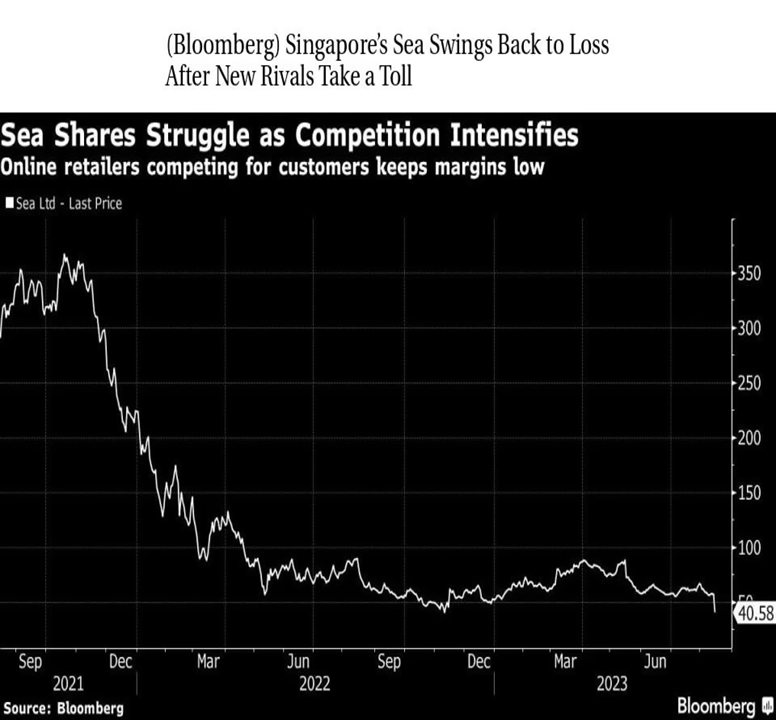 (Bloomberg) Singapore's Sea Swings Back to Loss
After New Rivals Take a Toll
Sea Shares Struggle as Competition Intensifies
Online retailers competing for customers keeps margins low
Sea Ltd - Last Price
350
300
250
200
150
100
50
40.58
Sep Dec Mar Jun Sep Dec Mar Jun
2021 2022 2023
Source: Bloomberg
Bloomberg